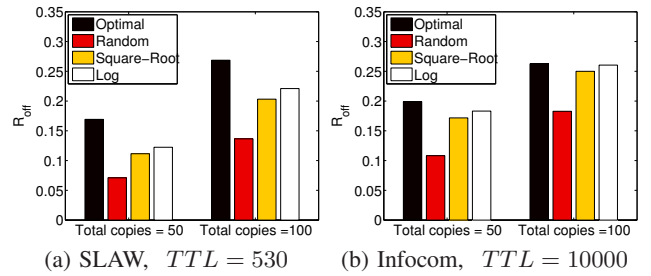 0.35
0.3
0.25
0.2
0.15
0.1
0.05
0
R_off
Optimal
Random
Square-Root
Log
Total copies = 50
Total copies =100
(a) SLAW, TTL = 530
0.35
0.3
0.25
0.2
0.15
0.1
0.05
0
R_off
Optimal
Random
Square-Root
Log
Total copies = 50
Total copies =100
(b) Infocom, TTL = 10000